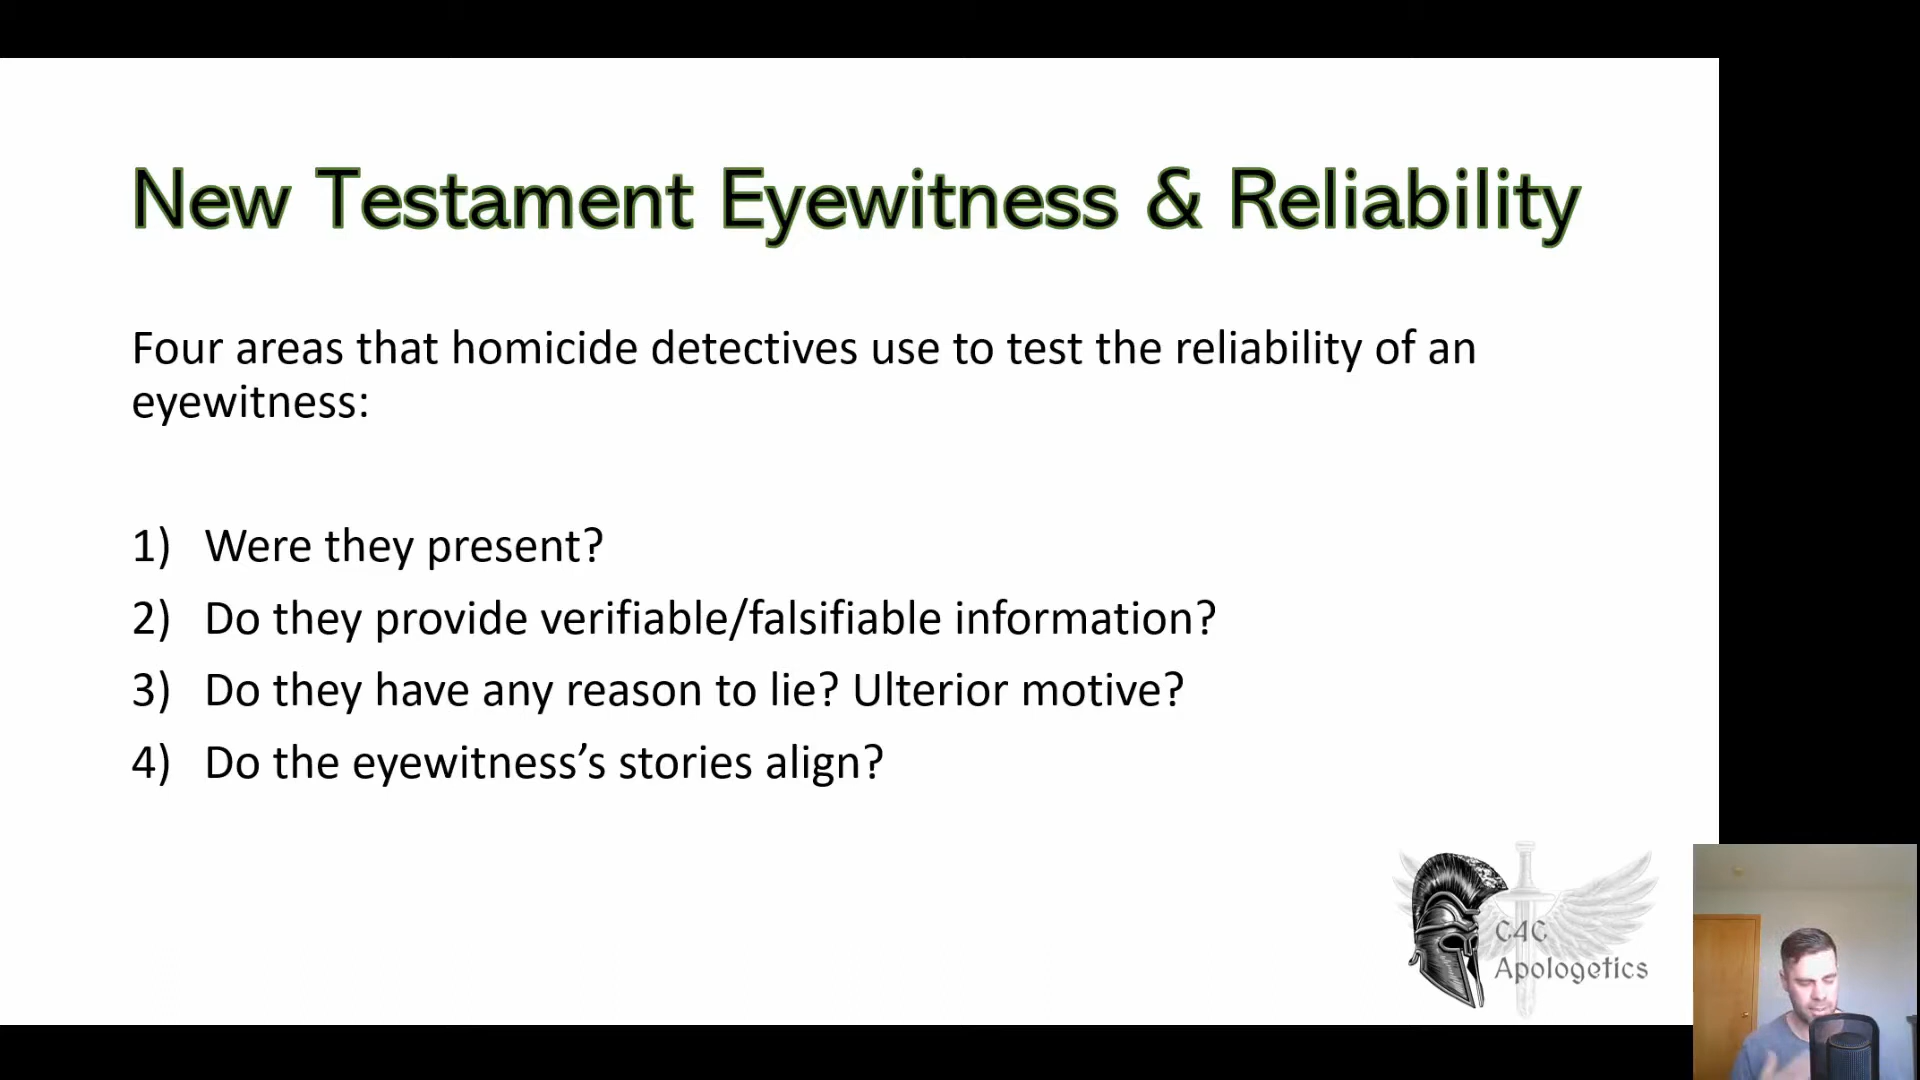 New Testament Eyewitness & Reliability
Four areas that homicide detectives use to test the reliability of an
eyewitness:
1) Were they present?
2) Do they provide verifiable/falsifiable information?
3) Do they have any reason to lie? Ulterior motive?
4) Do the eyewitness’s stories align?
C4C
Apologetics